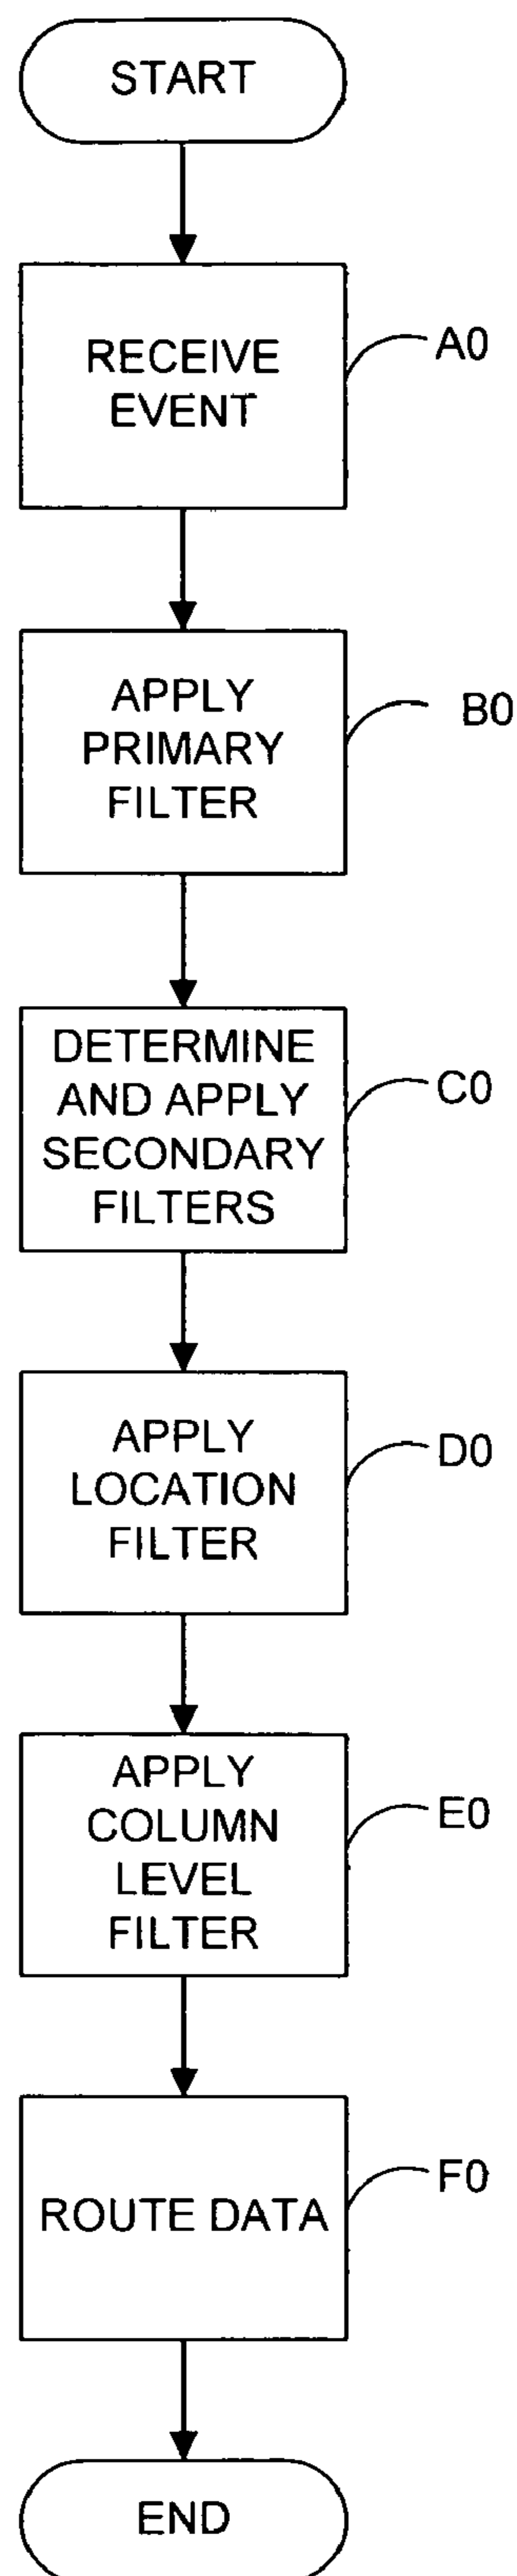 START
RECEIVE
EVENT
A0
APPLY
PRIMARY
FILTER
B0
DETERMINE
AND APPLY
SECONDARY
FILTERS
C0
APPLY
LOCATION
FILTER
D0
APPLY
COLUMN
LEVEL
FILTER
E0
ROUTE DATA
F0
END